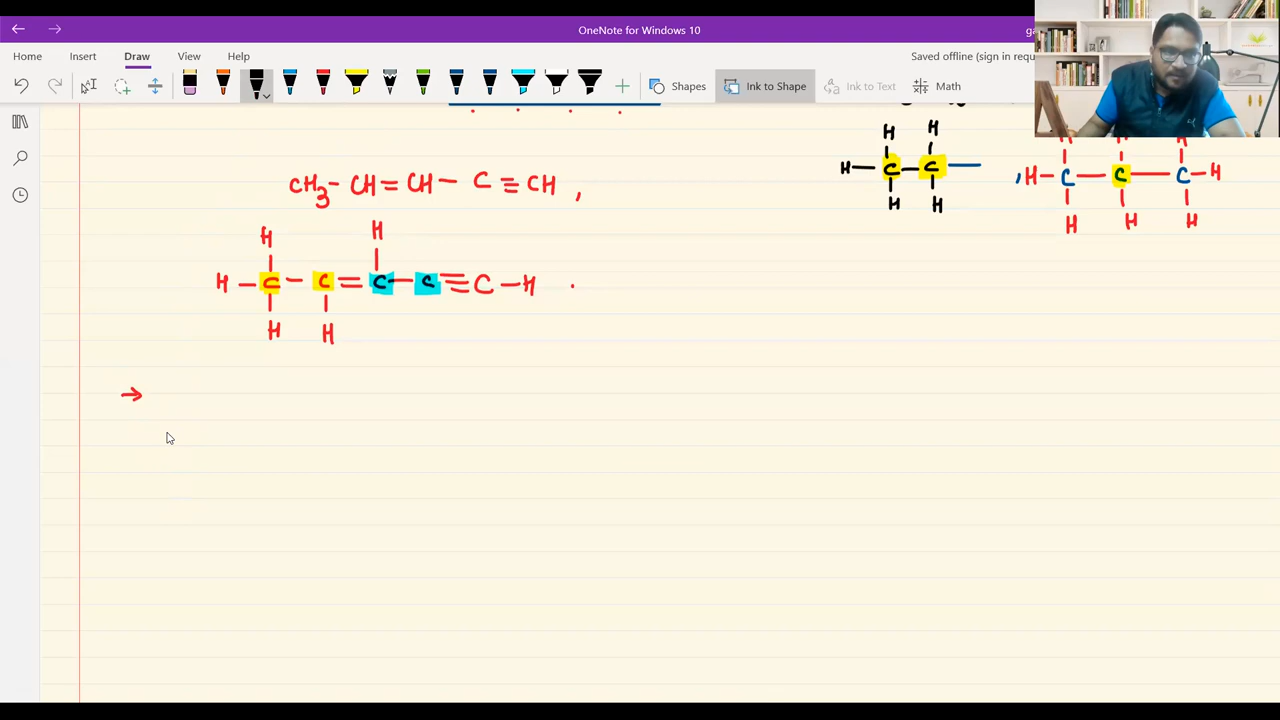 OneNote for Windows 10
Home Insert Draw View Help
Saved offline (sign in requ
Shapes Ink to Shape Ink to Text Math
H H
H—C—C—
H H
,H—C—C—C—H
H H H
CH3-CH=CH-C≡CH,
H H
H-C-C=C-C≡C-H .
H H
→